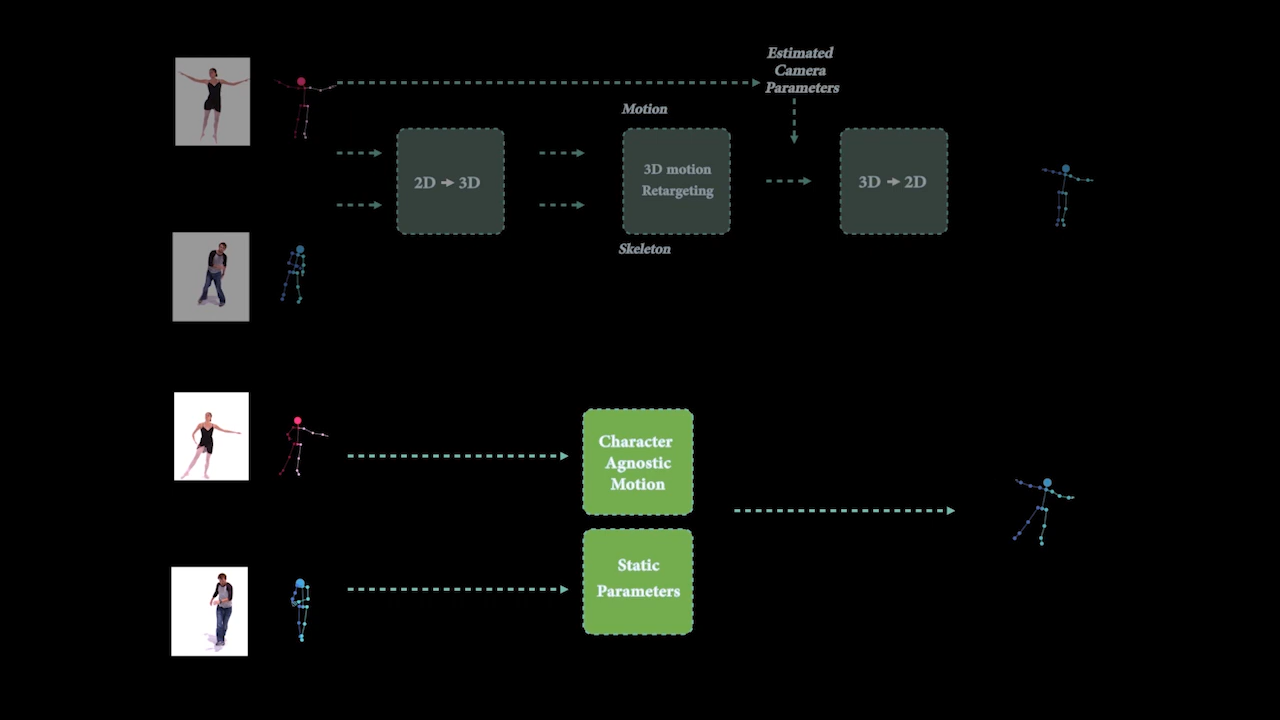 Estimated
Camera
Parameters
Motion
2D → 3D
3D motion
Retargeting
3D → 2D
Skeleton
Character
Agnostic
Motion
Static
Parameters